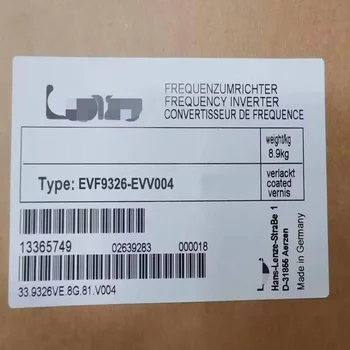 FREQUENZUMRICHTER
FREQUENCY INVERTER
CONVERTISSEUR DE FREQUENCE
weight/kg
8.9kg
Type: EVF9326-EVV004
verlackt
coated
vernis
13365749 02639283 000018
33.9326VE.8G.81.V004
Hans-Lenze-Straße 1
D-31855 Aerzen
Made in Germany